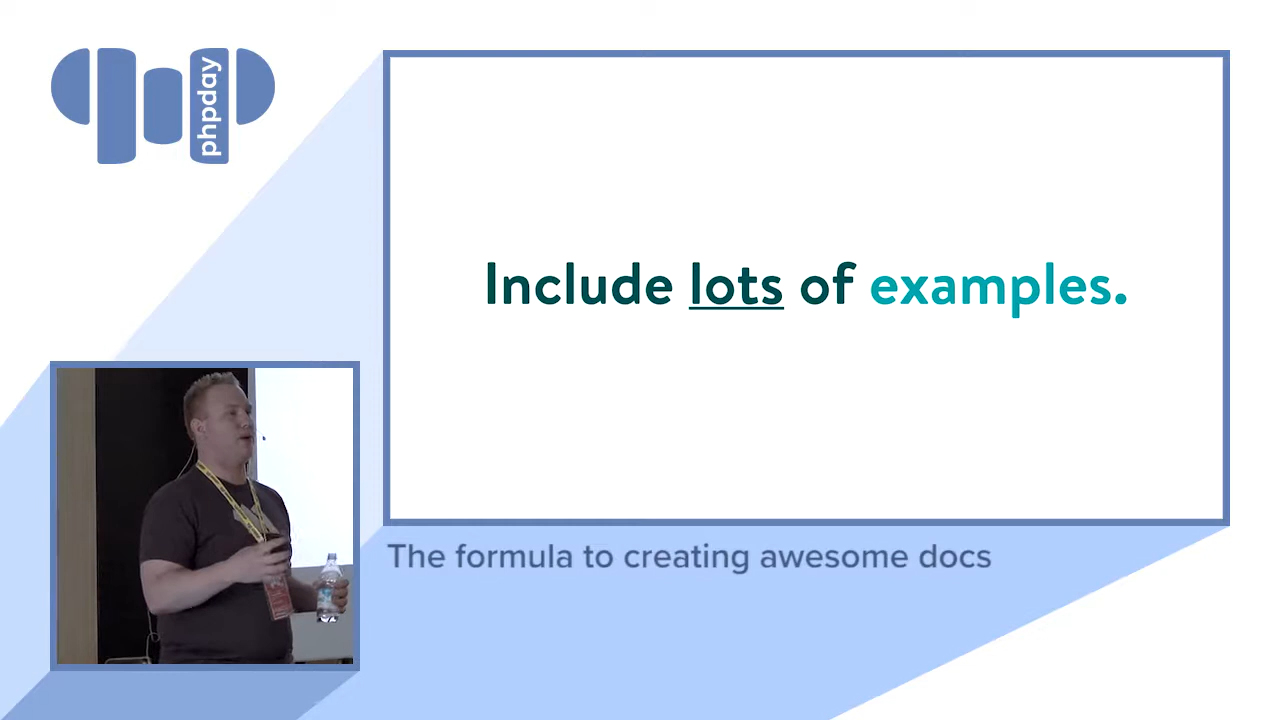 phpday
Include lots of examples.
The formula to creating awesome docs